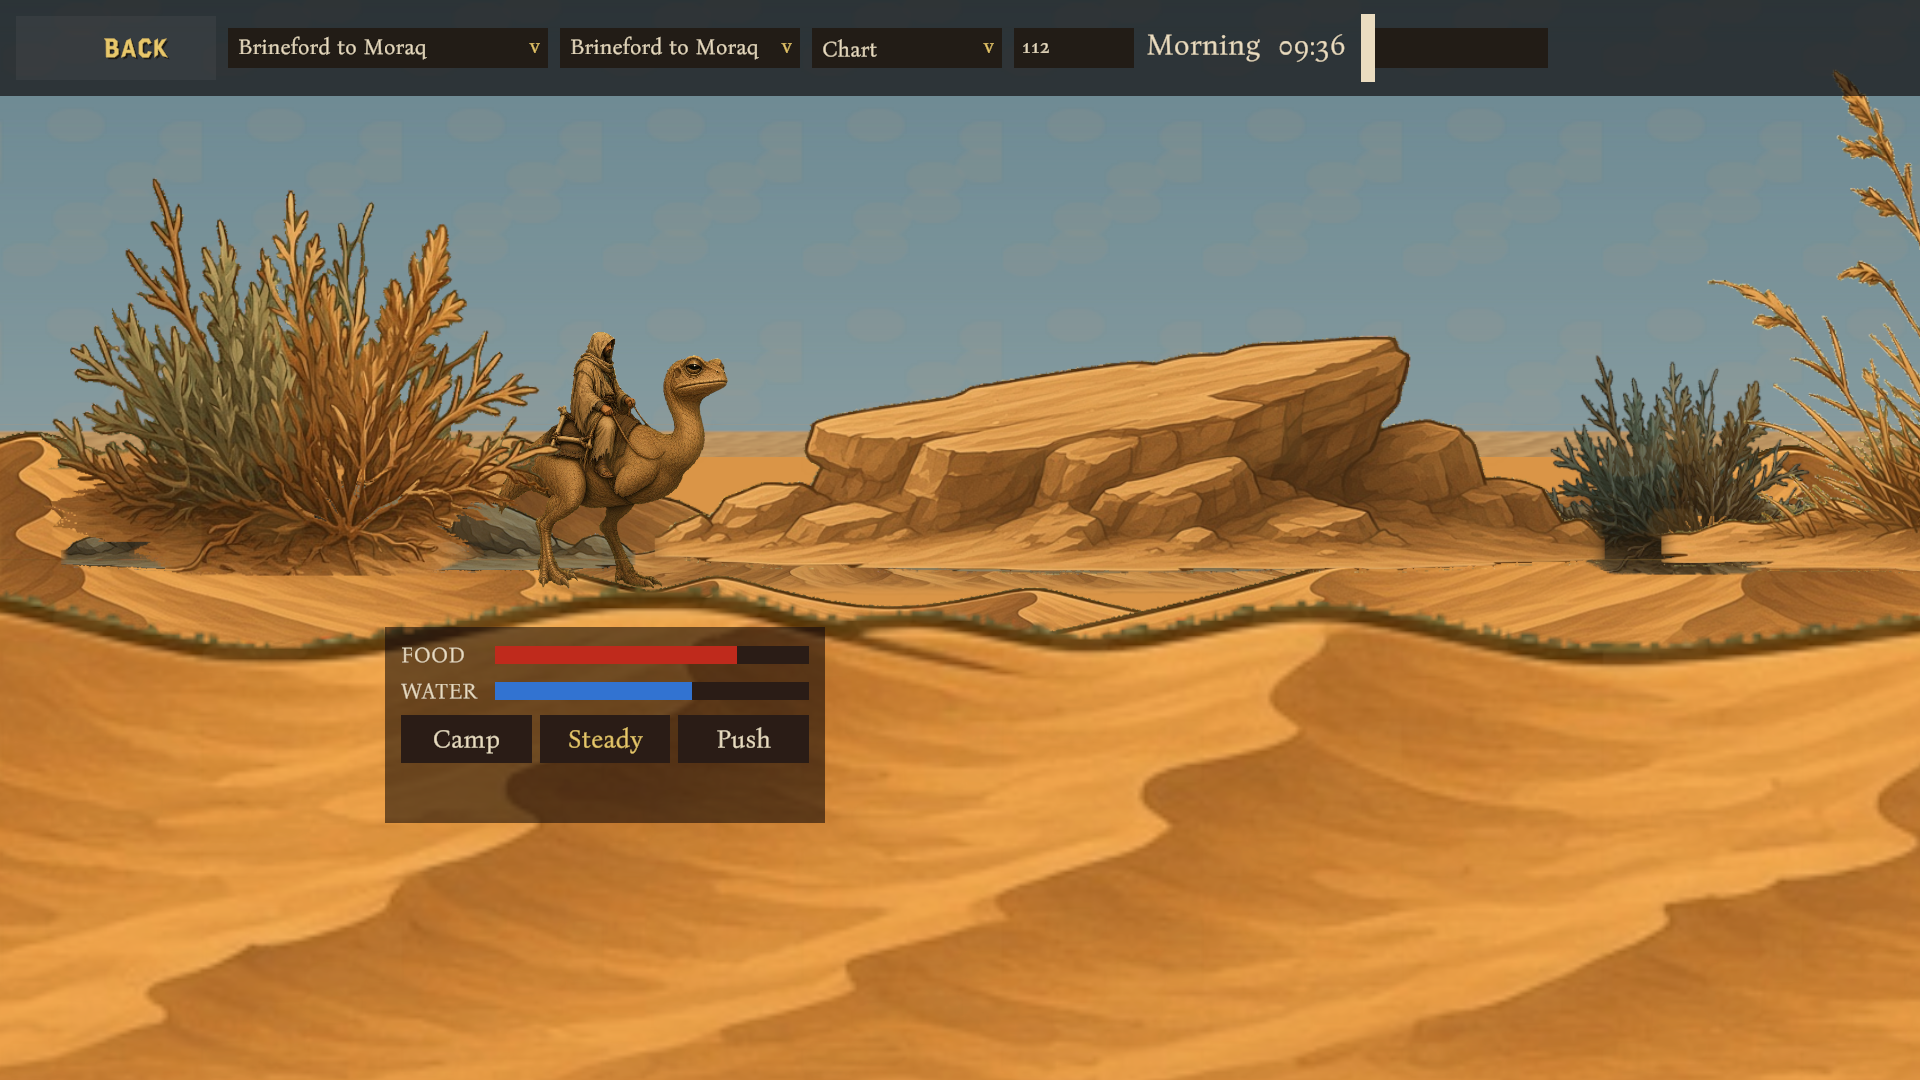 BACK
Brineford to Moraq v
Brineford to Moraq v
Chart v
112
Morning 09:36
FOOD
WATER
Camp
Steady
Push